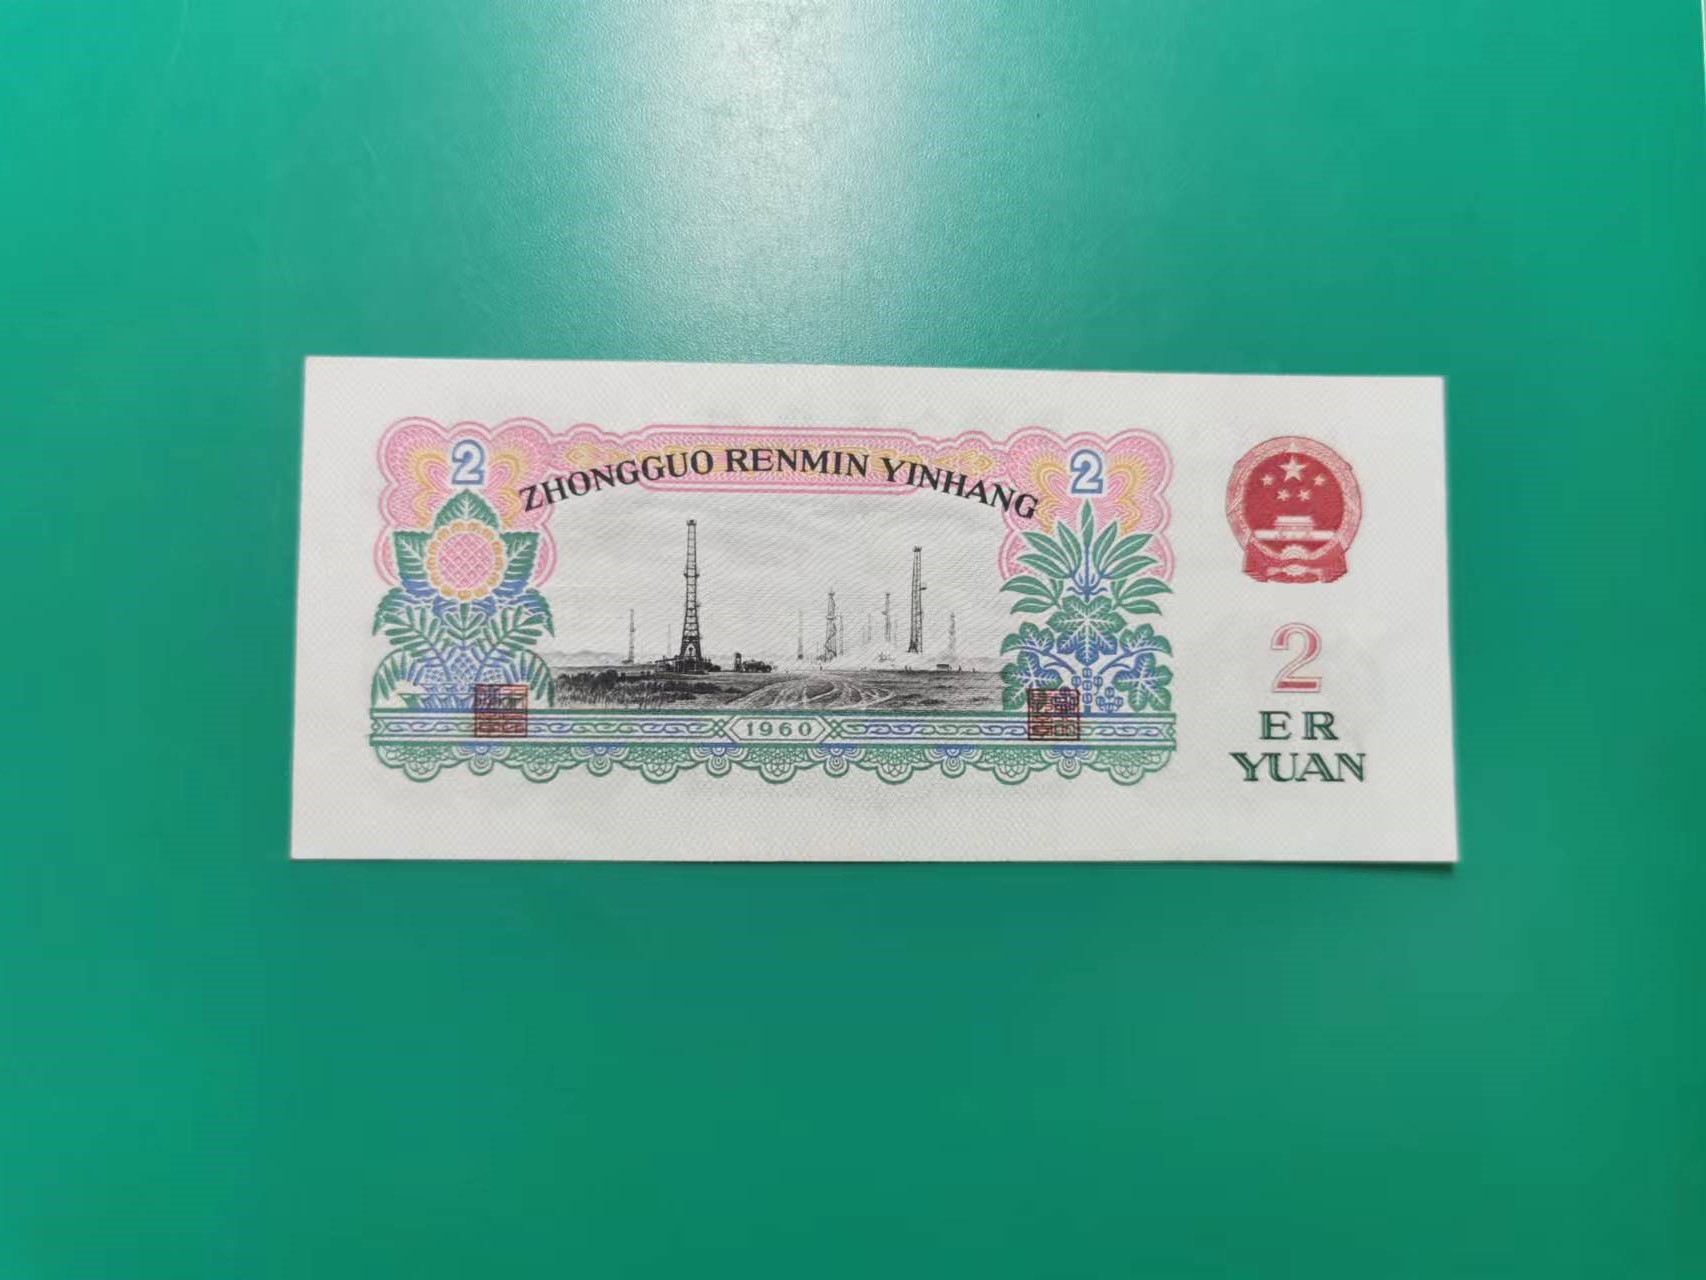 2
ZHONGGUO RENMIN YINHANG
2
1960
2
ER
YUAN